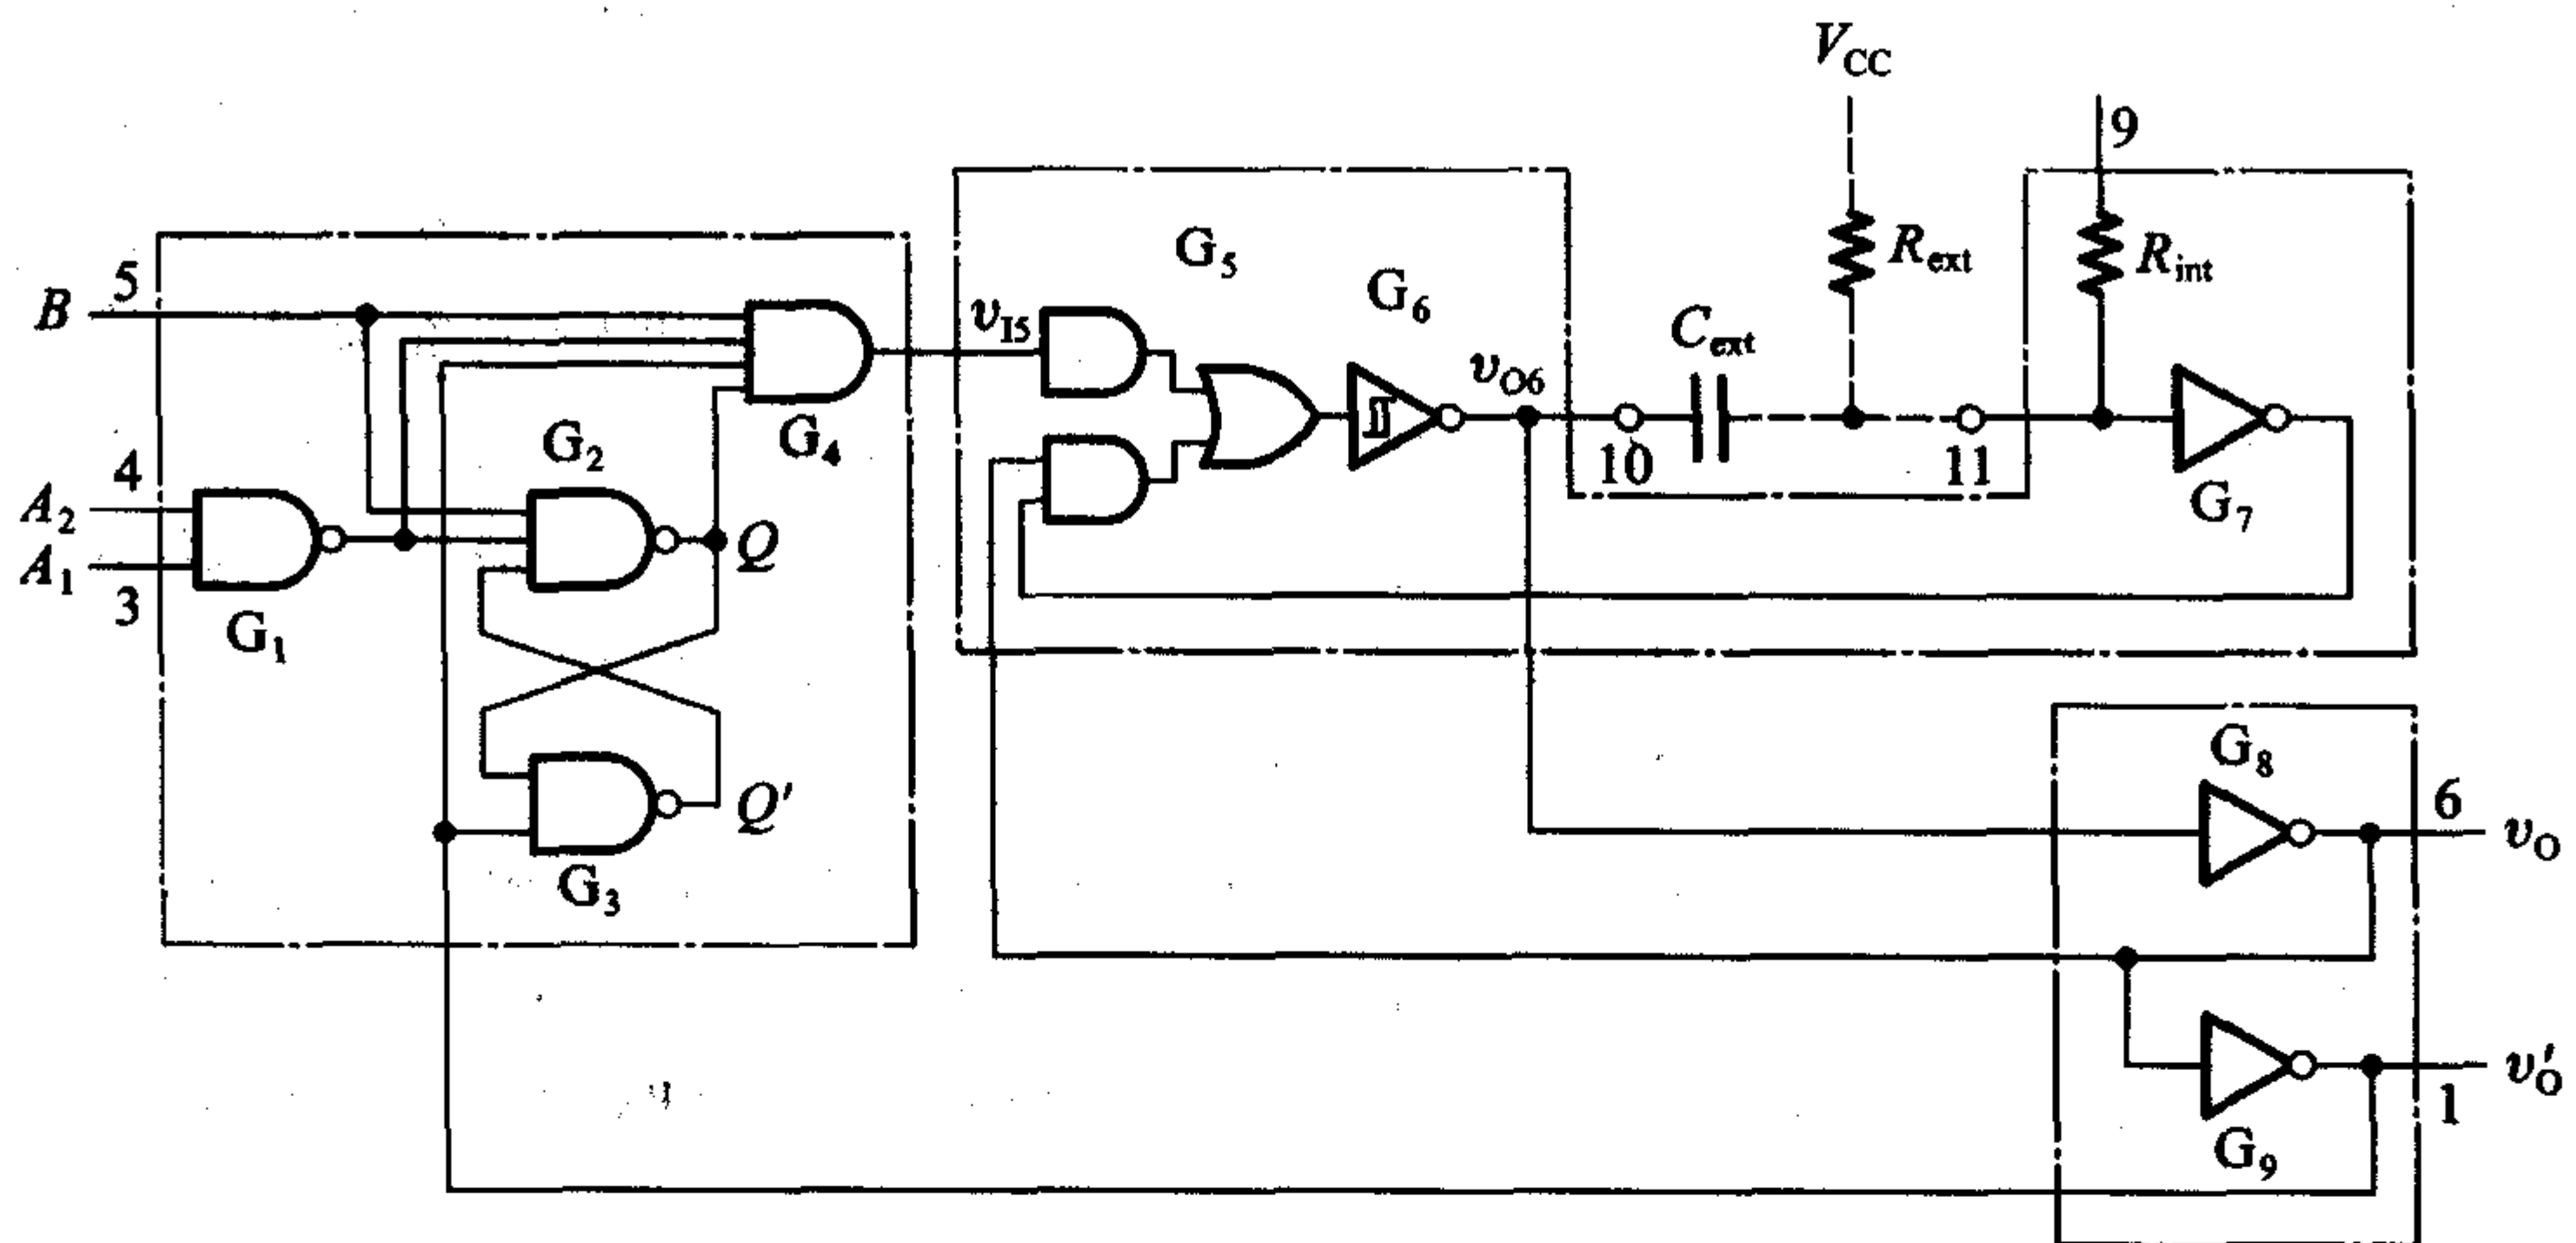 V_CC
9
R_ext
R_int
G_5
G_6
C_ext
v_O6
10
11
G_7
B
5
v_I5
G_4
A_2
4
A_1
3
G_1
G_2
Q
G_3
Q'
G_8
6
v_O
G_9
1
v'_O